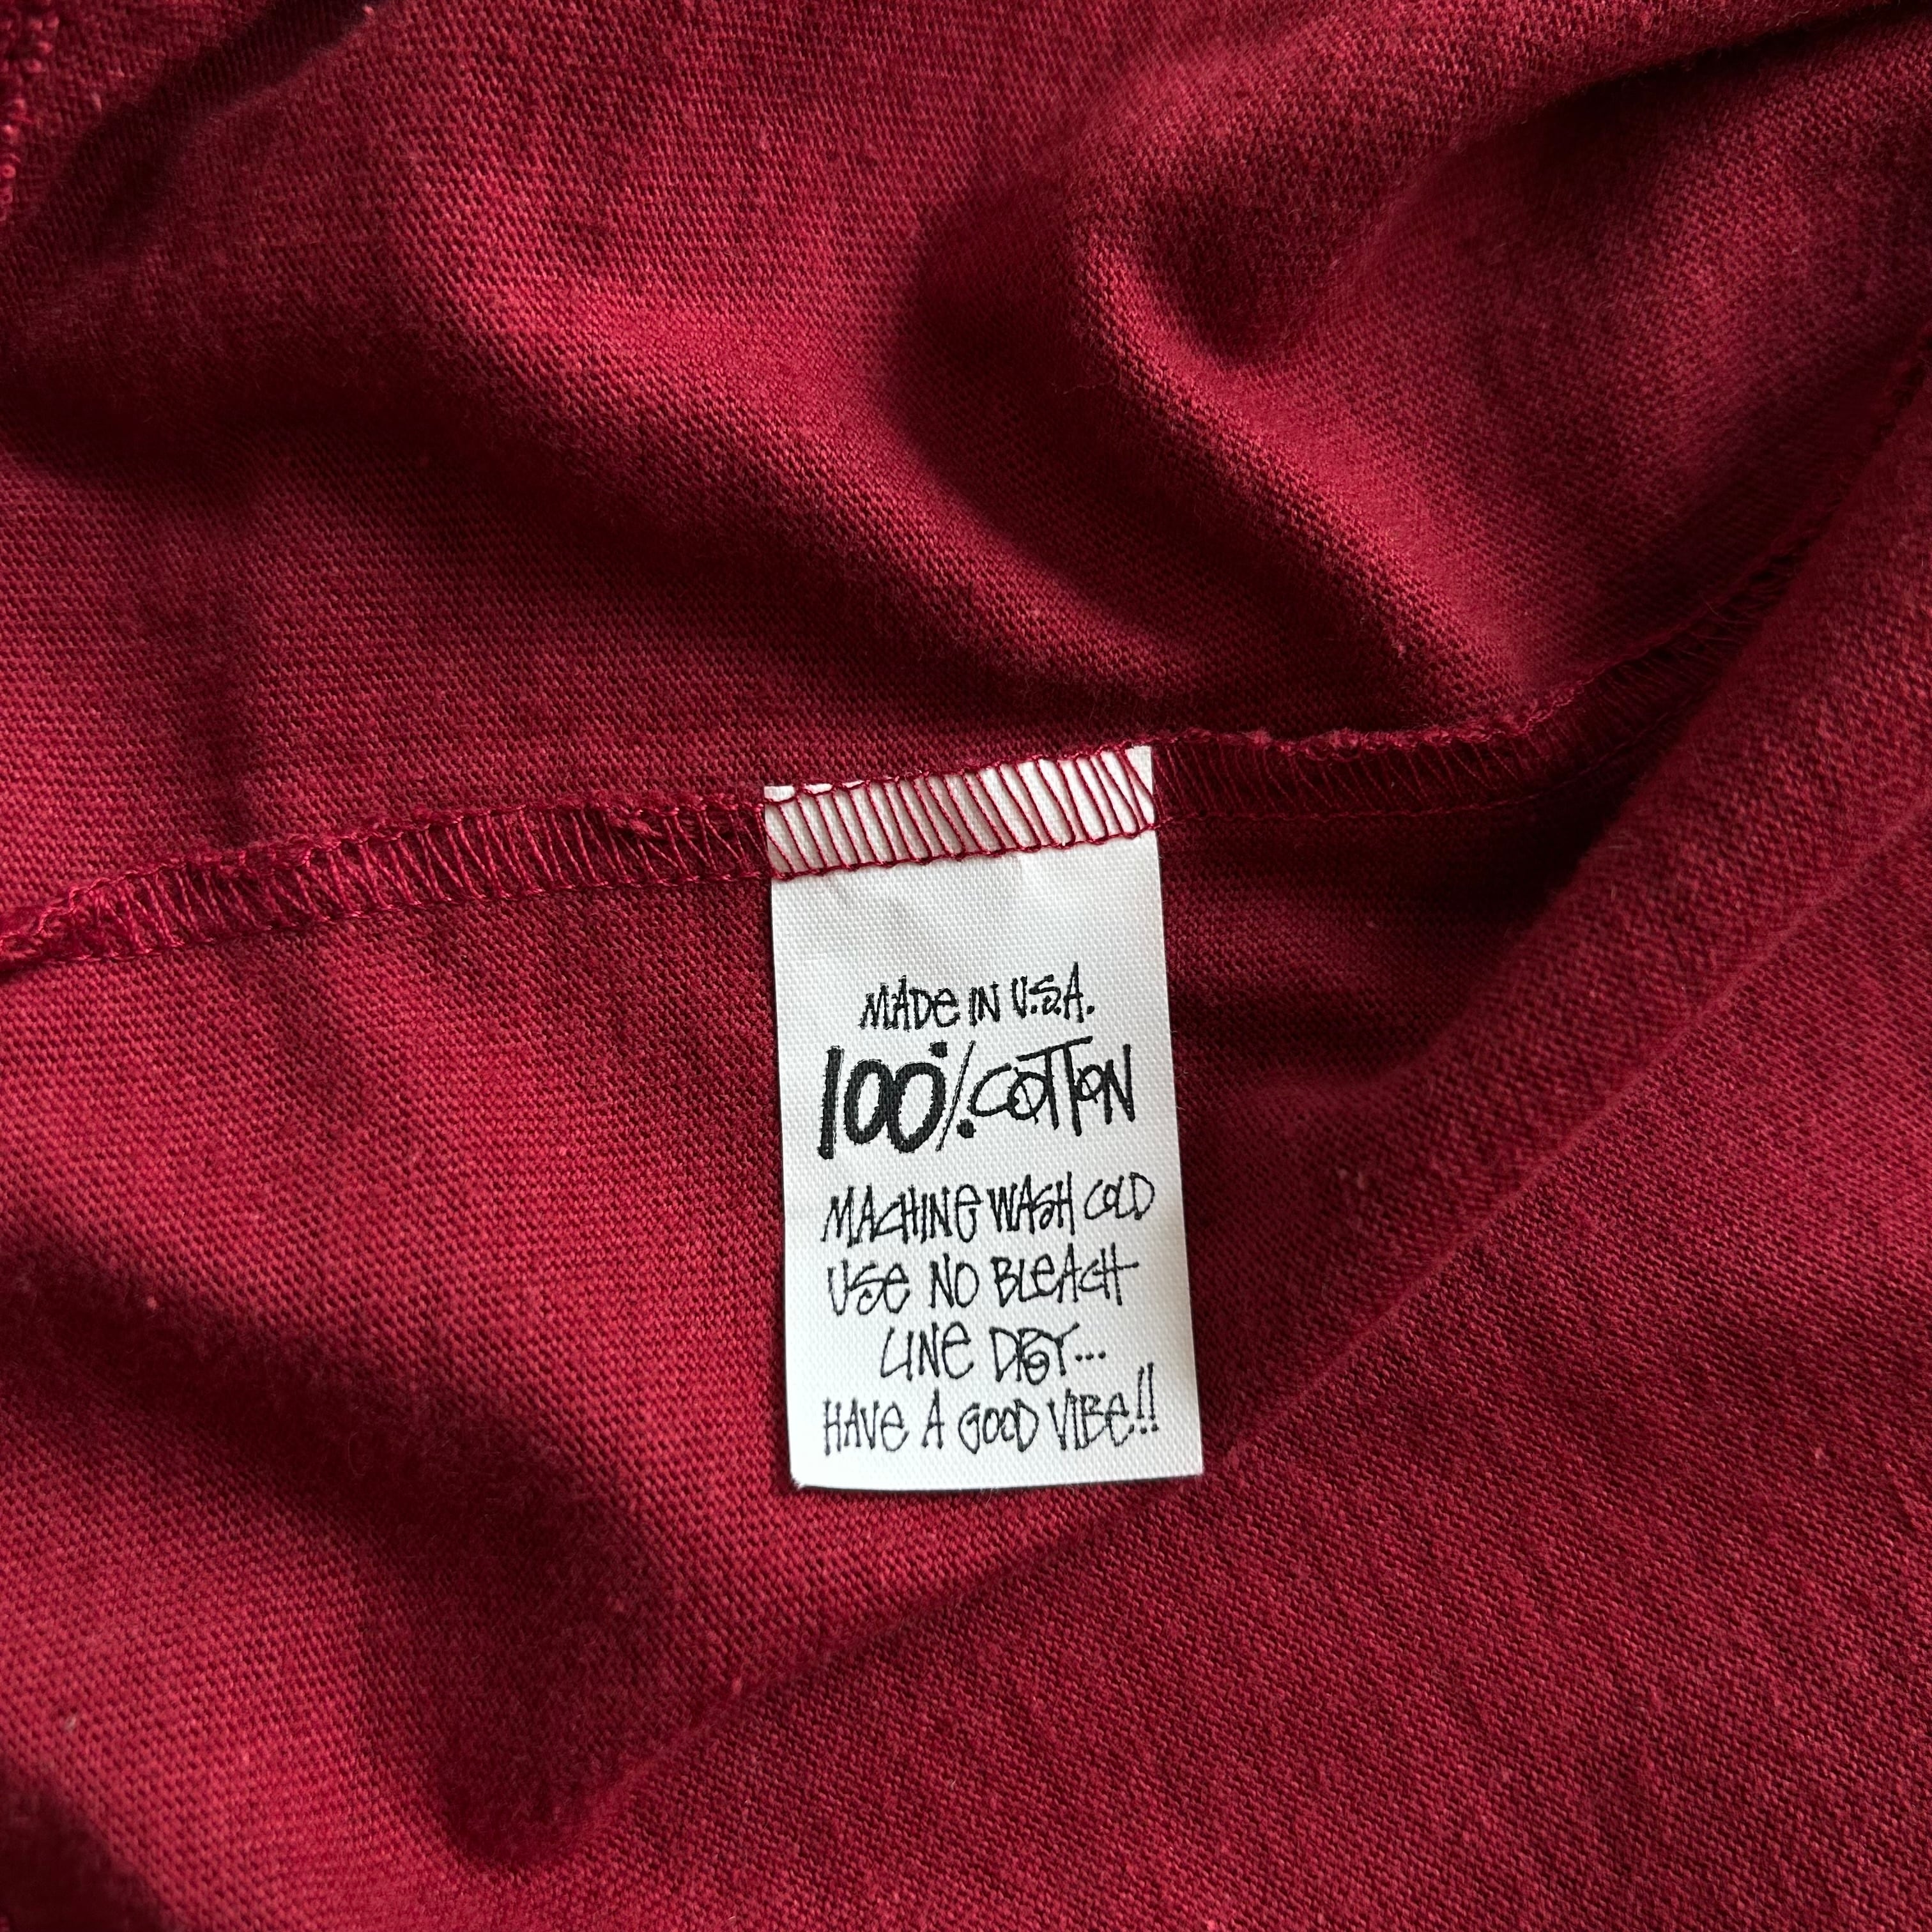 MADE IN U.S.A.
100% COTTON
MACHINE WASH COLD
USE NO BLEACH
LINE DRY...
HAVE A GOOD VIBE!!